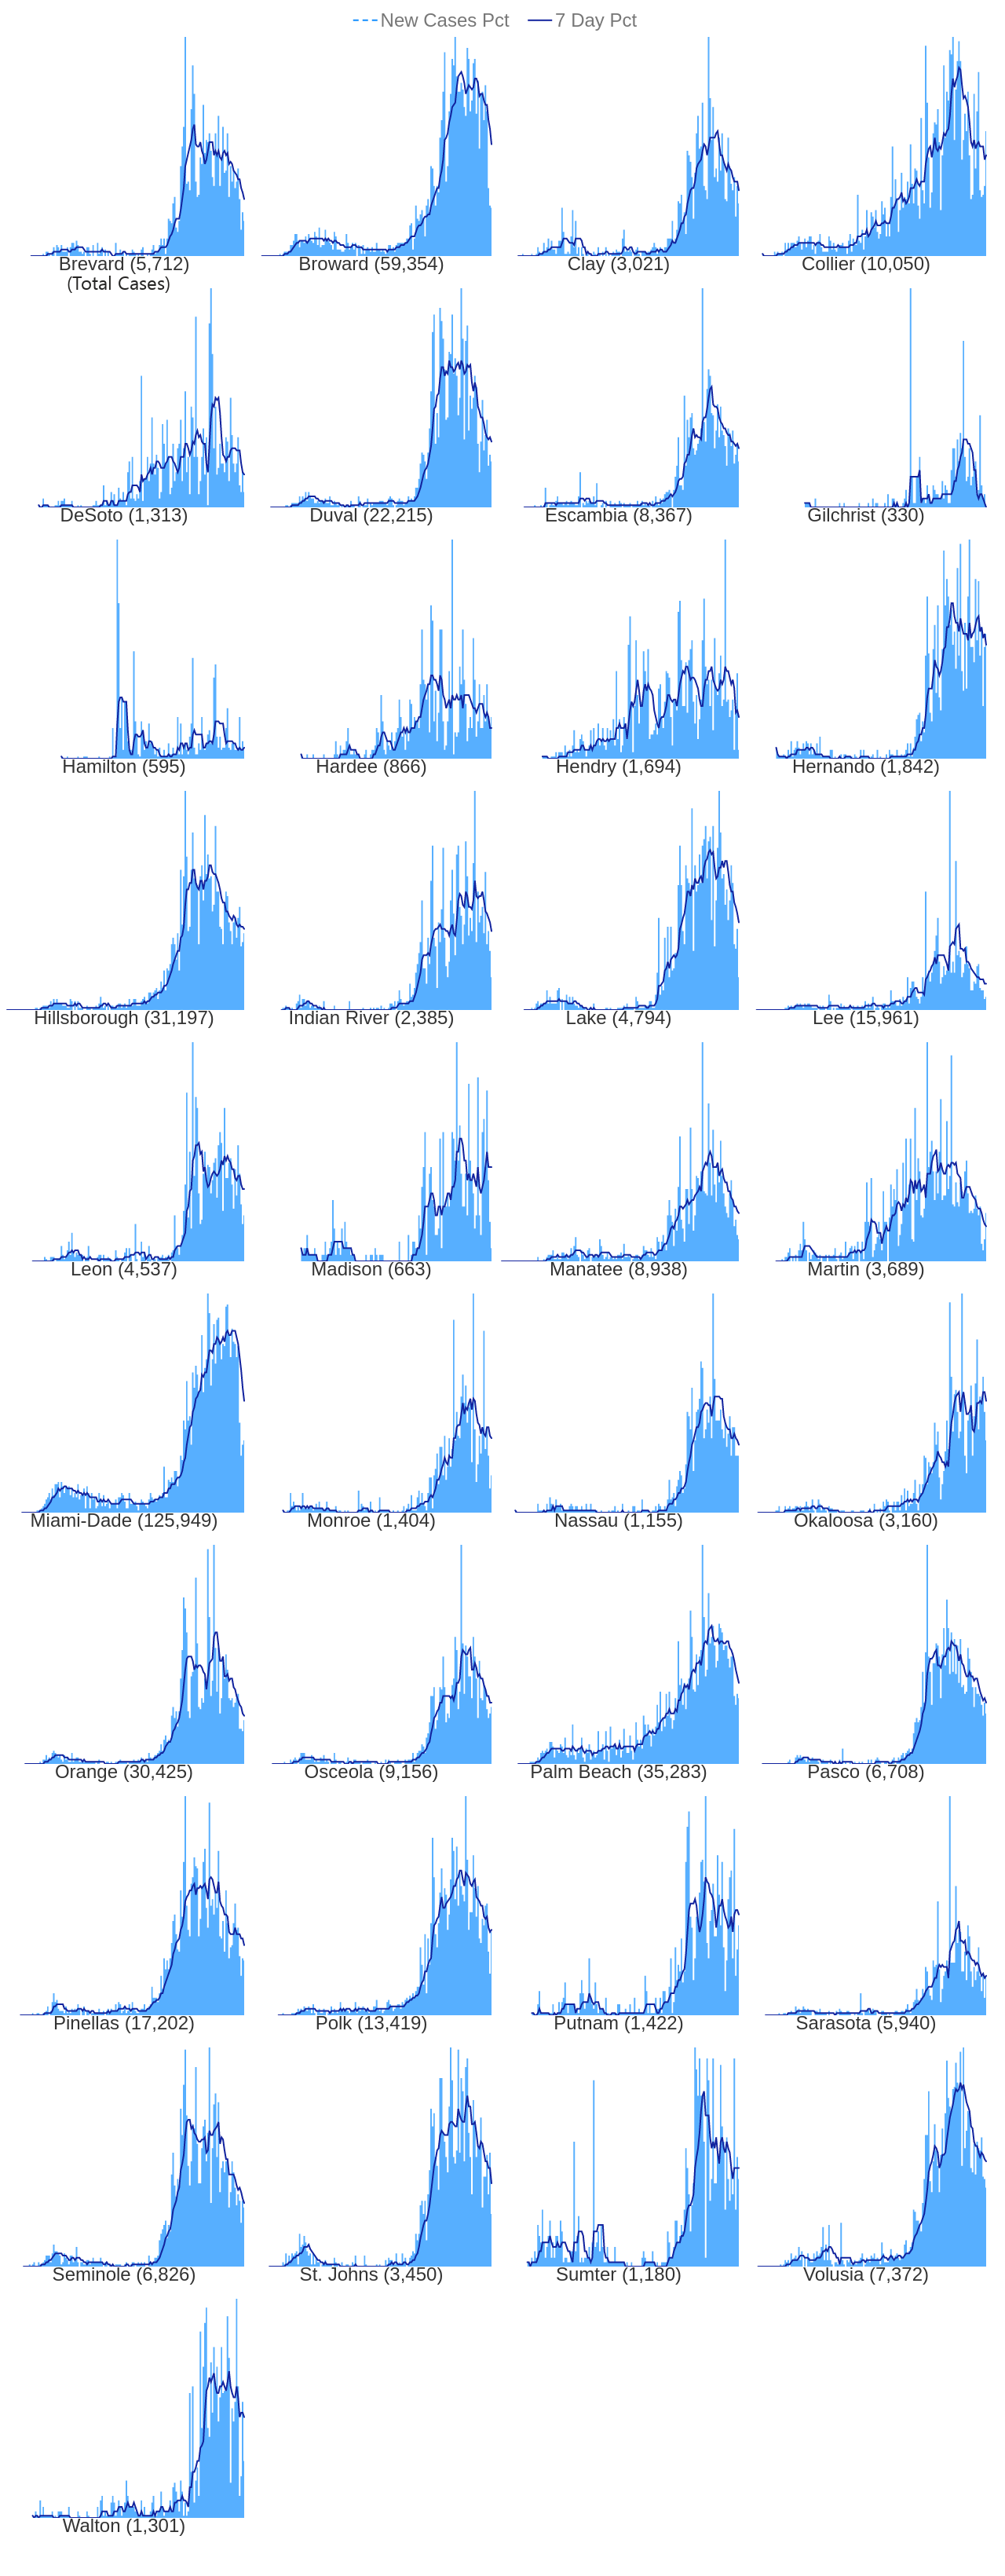 New Cases Pct 7 Day Pct
Brevard (5,712) Broward (59,354) Clay (3,021) Collier (10,050)
(Total Cases)
DeSoto (1,313) Duval (22,215) Escambia (8,367) Gilchrist (330)
Hamilton (595) Hardee (866) Hendry (1,694) Hernando (1,842)
Hillsborough (31,197) Indian River (2,385) Lake (4,794) Lee (15,961)
Leon (4,537) Madison (663) Manatee (8,938) Martin (3,689)
Miami-Dade (125,949) Monroe (1,404) Nassau (1,155) Okaloosa (3,160)
Orange (30,425) Osceola (9,156) Palm Beach (35,283) Pasco (6,708)
Pinellas (17,202) Polk (13,419) Putnam (1,422) Sarasota (5,940)
Seminole (6,826) St. Johns (3,450) Sumter (1,180) Volusia (7,372)
Walton (1,301)